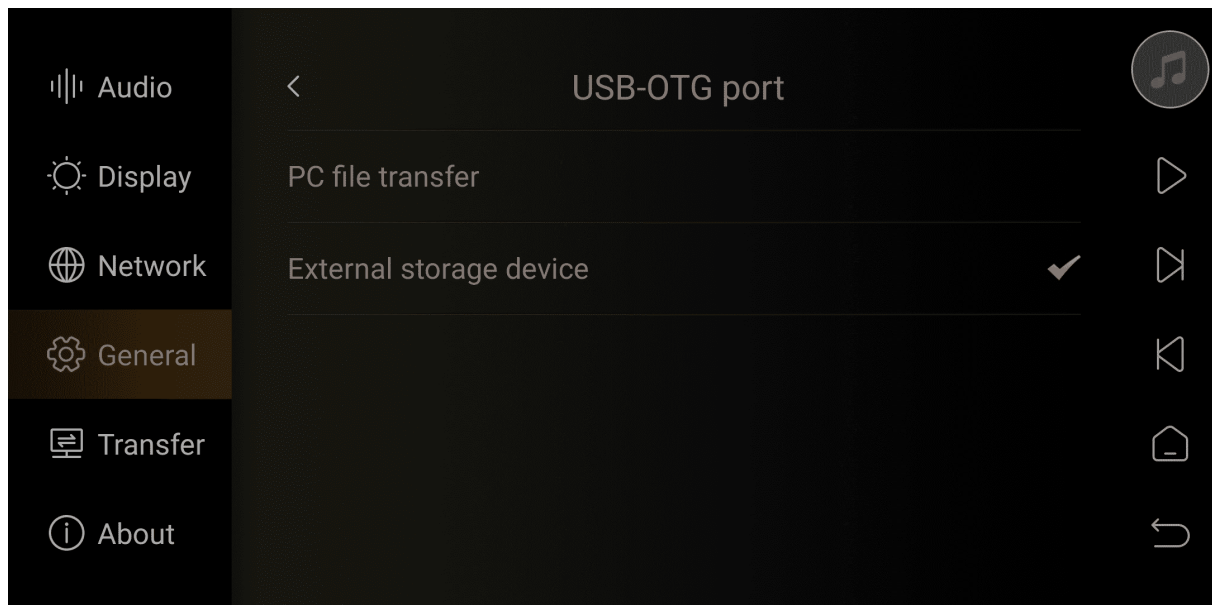 Audio
Display
Network
General
Transfer
About
USB-OTG port
PC file transfer
External storage device